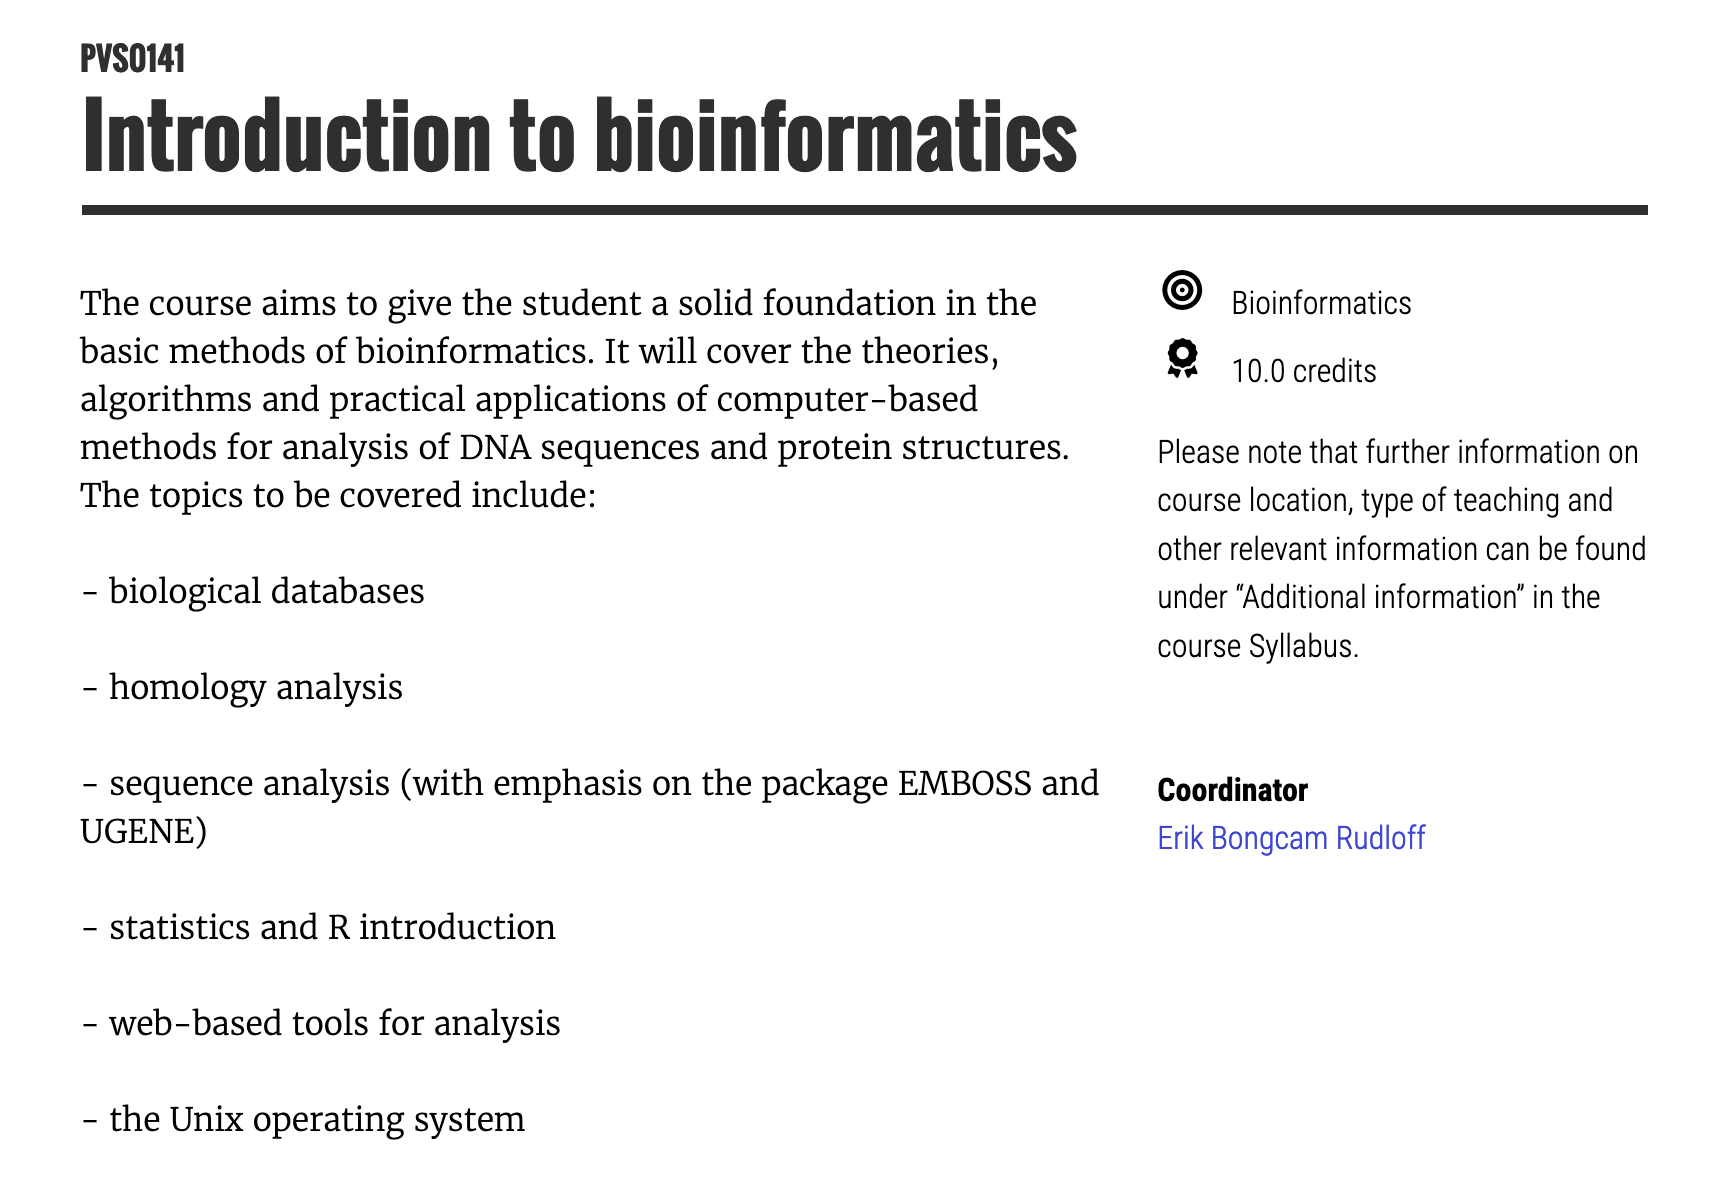 PVS0141
Introduction to bioinformatics
The course aims to give the student a solid foundation in the
basic methods of bioinformatics. It will cover the theories,
algorithms and practical applications of computer-based
methods for analysis of DNA sequences and protein structures.
The topics to be covered include:
- biological databases
- homology analysis
- sequence analysis (with emphasis on the package EMBOSS and
UGENE)
- statistics and R introduction
- web-based tools for analysis
- the Unix operating system
Bioinformatics
10.0 credits
Please note that further information on
course location, type of teaching and
other relevant information can be found
under “Additional information” in the
course Syllabus.
Coordinator
Erik Bongcam Rudloff